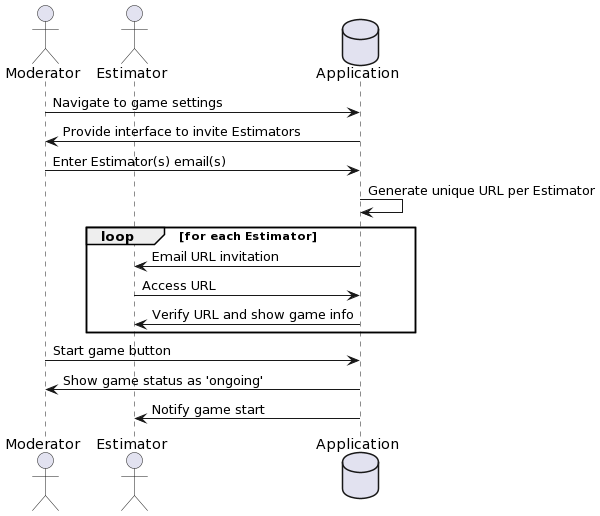 Moderator Estimator Application
Navigate to game settings
Provide interface to invite Estimators
Enter Estimator(s) email(s)
Generate unique URL per Estimator
loop [for each Estimator]
Email URL invitation
Access URL
Verify URL and show game info
Start game button
Show game status as 'ongoing'
Notify game start
Moderator Estimator Application